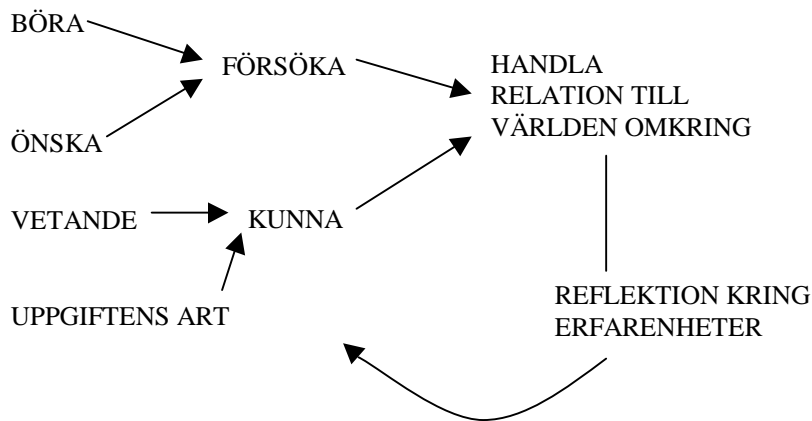 BÖRA
FÖRSÖKA
HANDLA
RELATION TILL
VÄRLDEN OMKRING
ÖNSKA
VETANDE
KUNNA
UPPGIFTENS ART
REFLEKTION KRING
ERFARENHETER